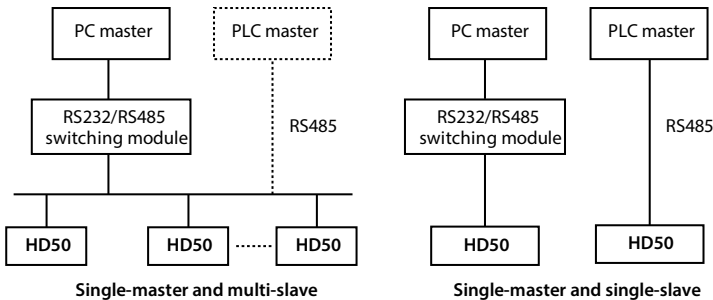 PC master
PLC master
RS232/RS485
switching module
RS485
HD50
HD50
HD50
Single-master and multi-slave
PC master
PLC master
RS232/RS485
switching module
RS485
HD50
HD50
Single-master and single-slave